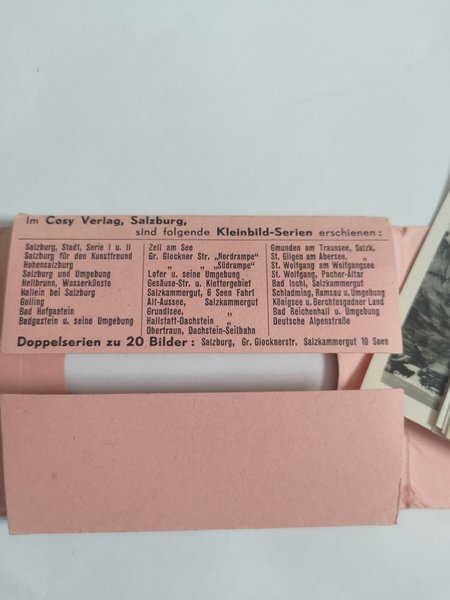 Im Cosy Verlag, Salzburg,
sind folgende Kleinbild-Serien erschienen:
Salzburg, Stadt, Serie I u. II
Salzburg für den Kunstfreund
Hohensalzburg
Salzburg und Umgebung
Hellbrunn, Wasserkünste
Hallein bei Salzburg
Golling
Bad Hofgastein
Badgastein u. seine Umgebung
Zell am See
Gr. Glockner Str. „Nordrampe"
„ „ „ „Südrampe"
Lofer u. seine Umgebung
Gesäuse-Str. u. Klettergebiet
Salzkammergut, 6 Seen Fahrt
Alt-Aussee, Salzkammergut
Grundlsee, „
Hallstatt-Dachstein „
Obertraun, Dachstein-Seilbahn
Gmunden am Traunsee, Salzk.
St. Gilgen am Abersee. „
St. Wolfgang am Wolfgangsee
St. Wolfgang, Pacher-Altar
Bad Ischl, Salzkammergut
Schladming, Ramsau u. Umgebung
Köngsee u. Berchtesgadner Land
Bad Reichenhall u. Umgebung
Deutsche Alpenstraße
Doppelserien zu 20 Bilder: Salzburg, Gr. Glocknerstr. Salzkammergut 10 Seen